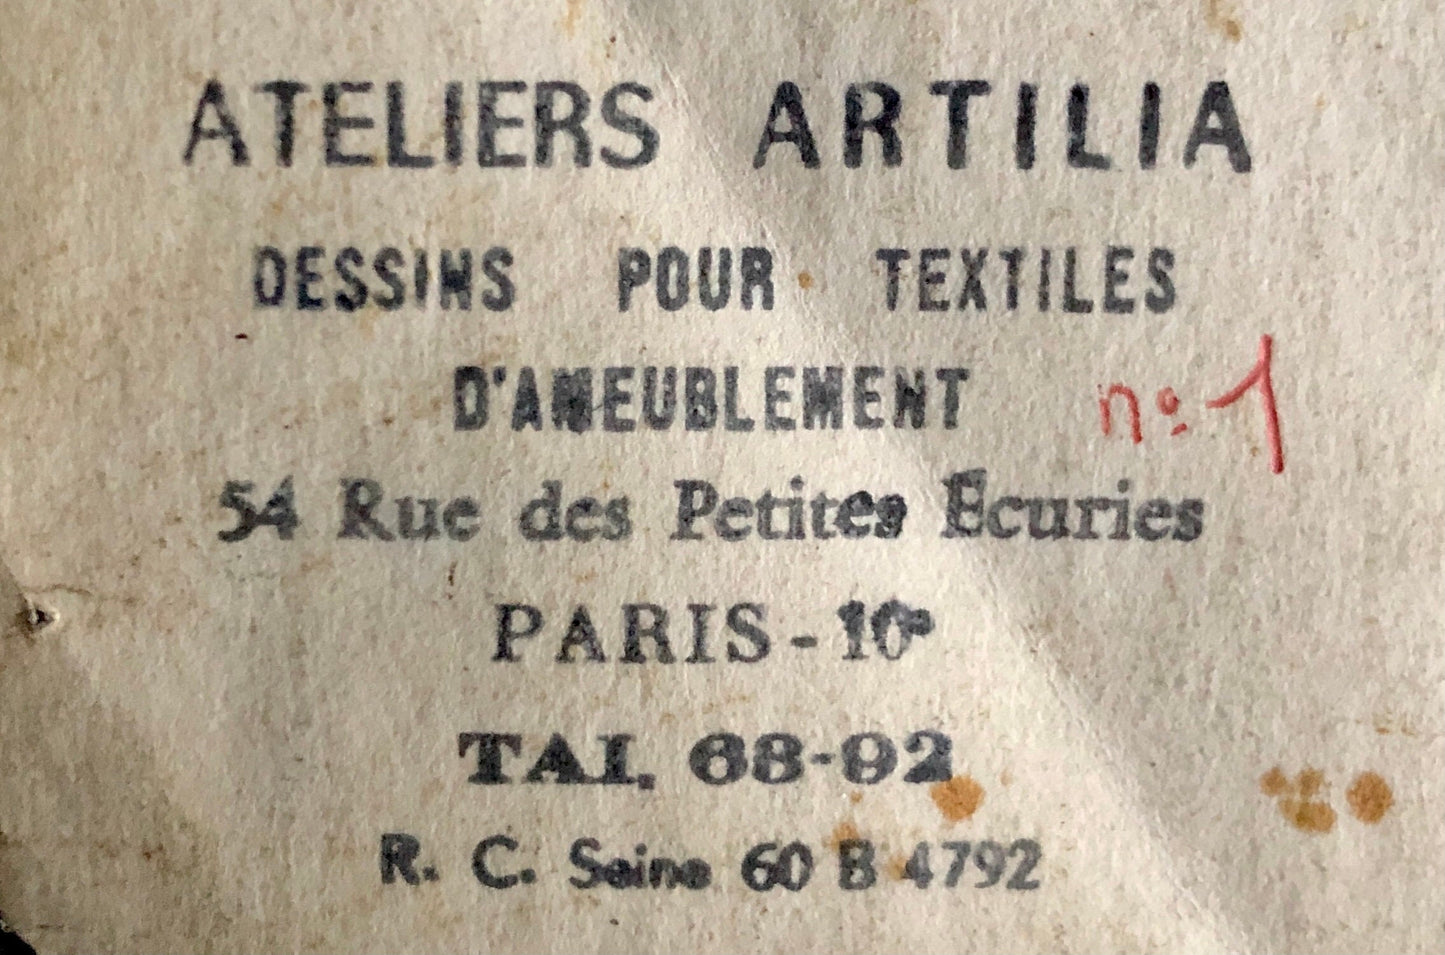 ATELIERS ARTILIA
DESSINS POUR TEXTILES
D'AMEUBLEMENT
n° 1
54 Rue des Petites Ecuries
PARIS - 10e
TAI. 68-92
R. C. Seine 60 B 4792